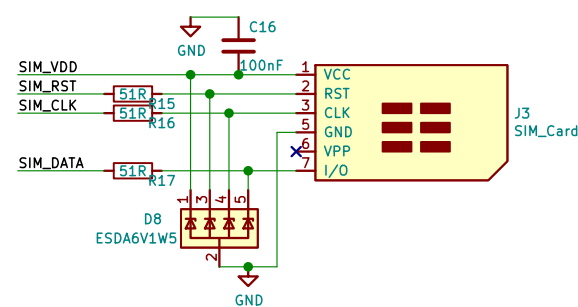 C16
GND
100nF
SIM_VDD
1
VCC
SIM_RST
51R
R15
2
RST
SIM_CLK
51R
R16
3
CLK
J3
5
GND
SIM_Card
6
VPP
SIM_DATA
51R
R17
7
I/O
1
3
4
5
D8
ESDA6V1W5
2
GND